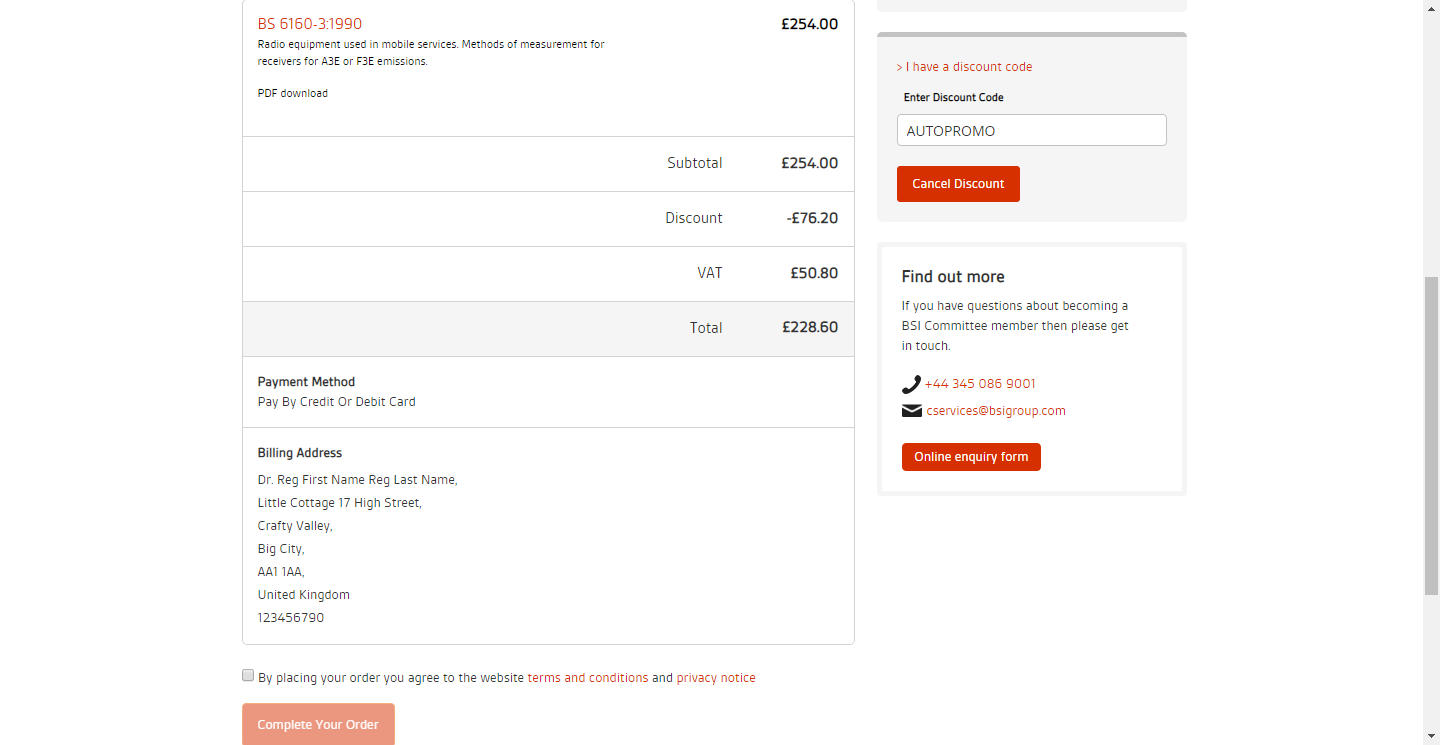 BS 6160-3:1990 £254.00
Radio equipment used in mobile services. Methods of measurement for
receivers for A3E or F3E emissions.
PDF download
Subtotal £254.00
Discount -£76.20
VAT £50.80
Total £228.60
Payment Method
Pay By Credit Or Debit Card
Billing Address
Dr. Reg First Name Reg Last Name,
Little Cottage 17 High Street,
Crafty Valley,
Big City,
AA1 1AA,
United Kingdom
123456790
By placing your order you agree to the website terms and conditions and privacy notice
Complete Your Order
> I have a discount code
Enter Discount Code
AUTOPROMO
Cancel Discount
Find out more
If you have questions about becoming a
BSI Committee member then please get
in touch.
+44 345 086 9001
cservices@bsigroup.com
Online enquiry form